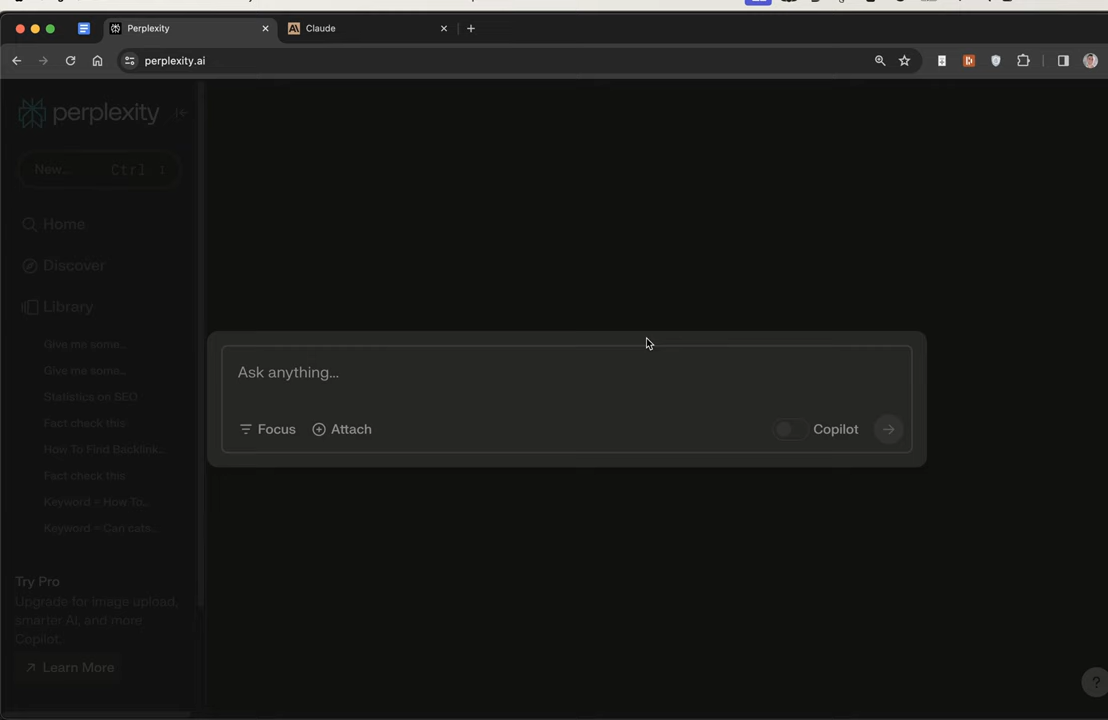 Perplexity
Claude
perplexity.ai
perplexity
New...
Ctrl
I
Home
Discover
Library
Give me some...
Give me some...
Statistics on SEO
Fact check this
How To Find Backlink...
Fact check this
Keyword = How To...
Keyword = Can cats...
Try Pro
Upgrade for image upload,
smarter AI, and more
Copilot.
Learn More
Ask anything...
Focus
Attach
Copilot
?